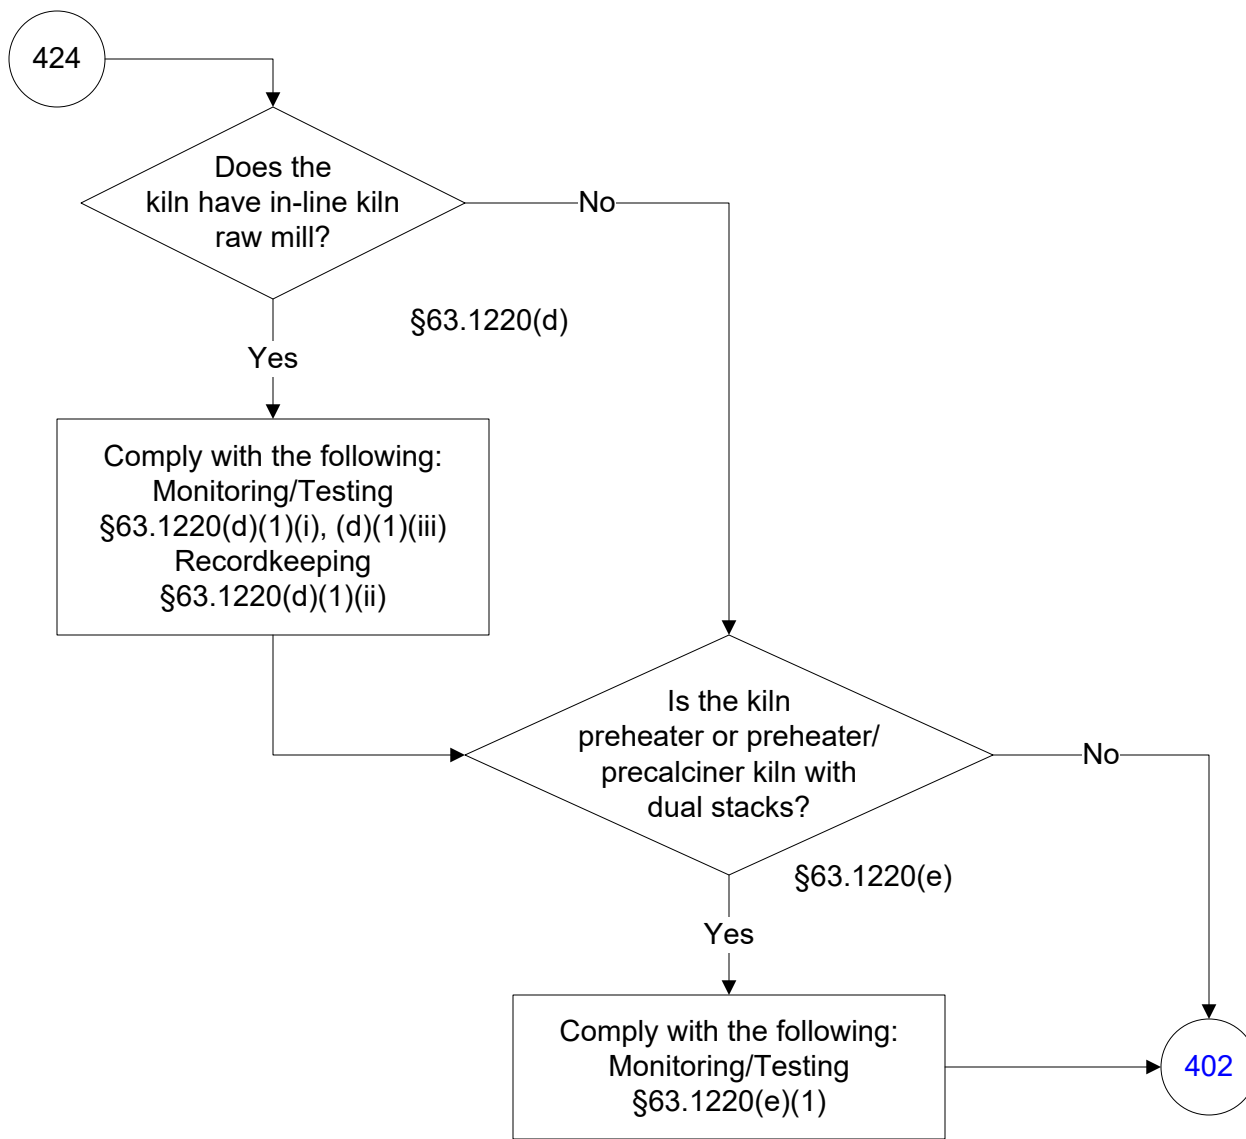 424
Does the
kiln have in-line kiln
raw mill?
No
§63.1220(d)
Yes
Comply with the following:
Monitoring/Testing
§63.1220(d)(1)(i), (d)(1)(iii)
Recordkeeping
§63.1220(d)(1)(ii)
Is the kiln
preheater or preheater/
precalciner kiln with
dual stacks?
No
§63.1220(e)
Yes
Comply with the following:
Monitoring/Testing
§63.1220(e)(1)
402